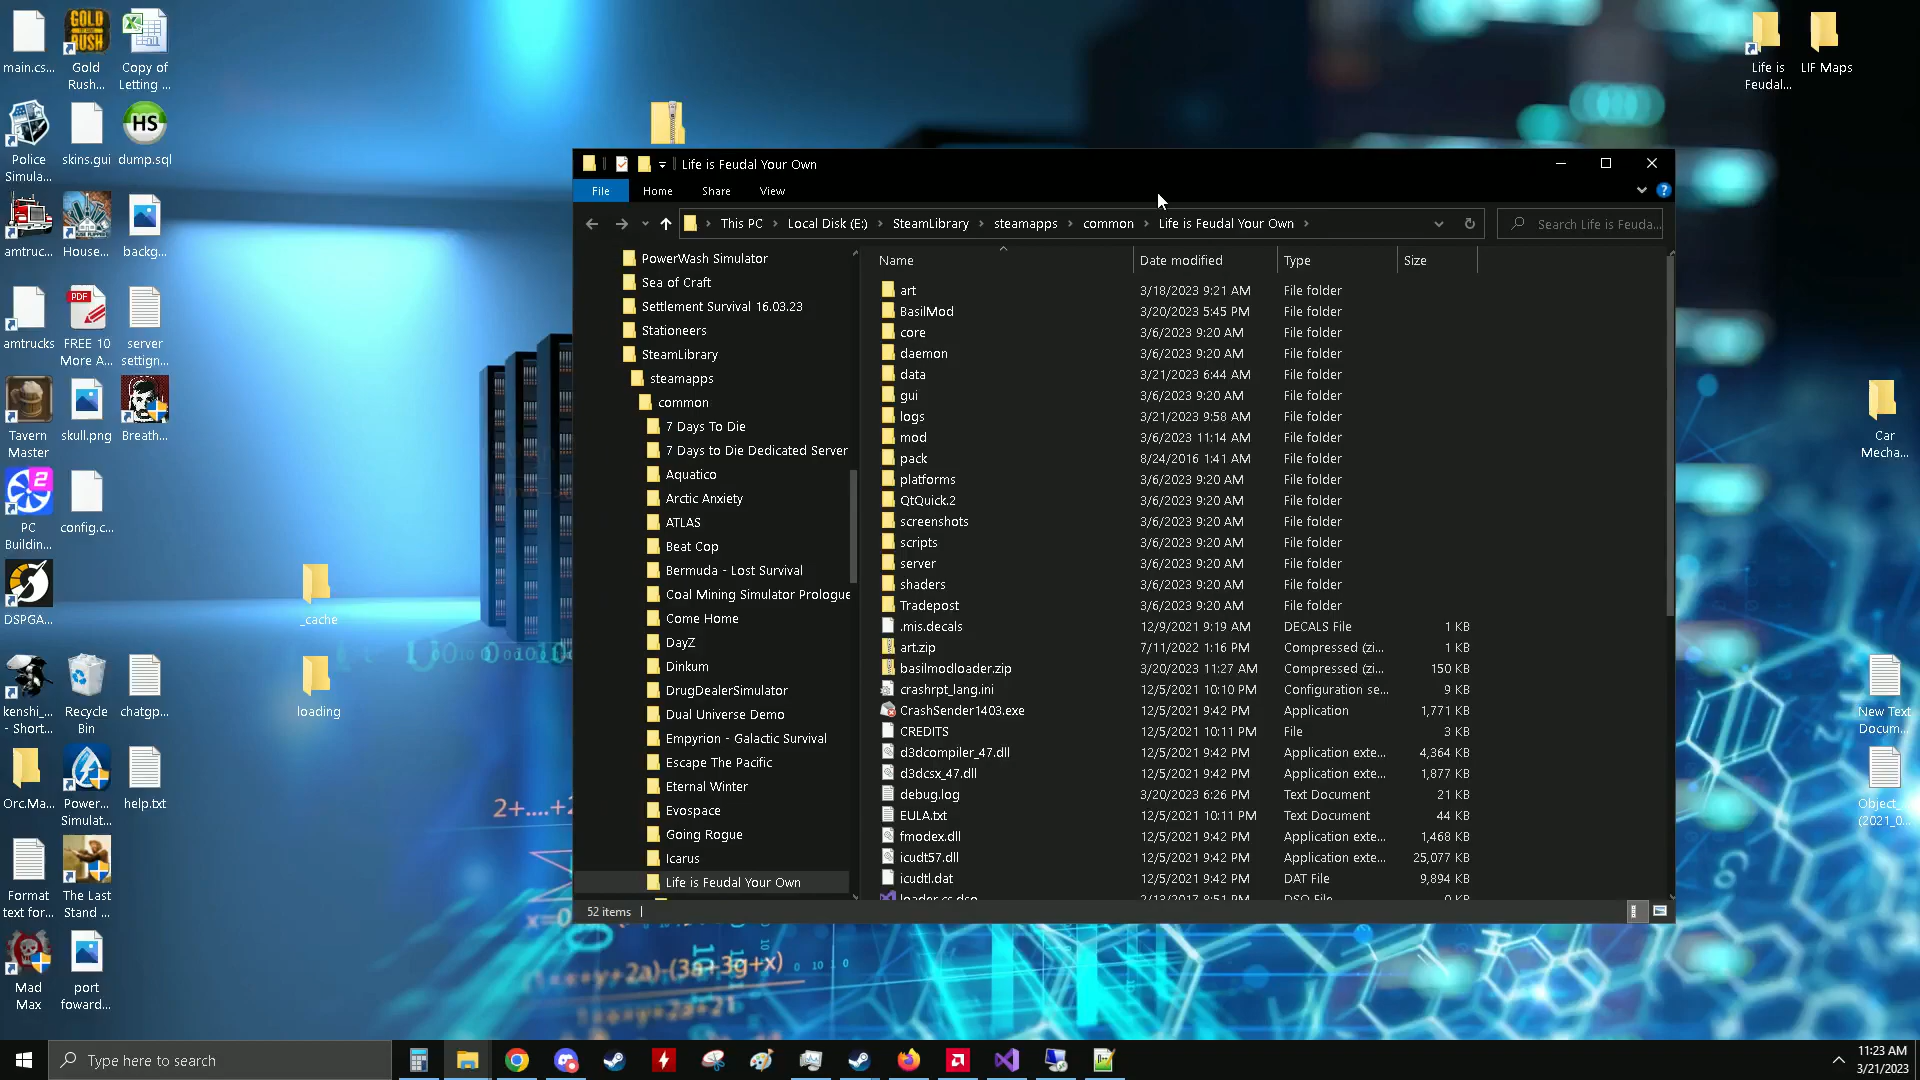 main.cs...
Gold
Rush...
Copy of
Letting ...
Police
Simula...
skins.gui
dump.sql
amtruc...
House...
backg...
amtrucks
FREE 10
More A...
server
settign...
Tavern
Master
skull.png
Breath...
PC
Buildin...
config.c...
DSPGA...
kenshi_...
- Short...
Recycle
Bin
chatgp...
Orc.Ma...
Power...
Simulat...
help.txt
Format
text for...
The Last
Stand ...
Mad
Max
port
foward...
_cache
loading
Life is
Feudal...
LIF Maps
Car
Mecha...
New Text
Docum...
Object_
(2021_0...
Life is Feudal Your Own
File Home Share View
This PC Local Disk (E:) SteamLibrary steamapps common Life is Feudal Your Own
Search Life is Feuda...
PowerWash Simulator
Sea of Craft
Settlement Survival 16.03.23
Stationeers
SteamLibrary
steamapps
common
7 Days To Die
7 Days to Die Dedicated Server
Aquatico
Arctic Anxiety
ATLAS
Beat Cop
Bermuda - Lost Survival
Coal Mining Simulator Prologue
Come Home
DayZ
Dinkum
DrugDealerSimulator
Dual Universe Demo
Empyrion - Galactic Survival
Escape The Pacific
Eternal Winter
Evospace
Going Rogue
Icarus
Life is Feudal Your Own
Name Date modified Type Size
art 3/18/2023 9:21 AM File folder
BasilMod 3/20/2023 5:45 PM File folder
core 3/6/2023 9:20 AM File folder
daemon 3/6/2023 9:20 AM File folder
data 3/21/2023 6:44 AM File folder
gui 3/6/2023 9:20 AM File folder
logs 3/21/2023 9:58 AM File folder
mod 3/6/2023 11:14 AM File folder
pack 8/24/2016 1:41 AM File folder
platforms 3/6/2023 9:20 AM File folder
QtQuick.2 3/6/2023 9:20 AM File folder
screenshots 3/6/2023 9:20 AM File folder
scripts 3/6/2023 9:20 AM File folder
server 3/6/2023 9:20 AM File folder
shaders 3/6/2023 9:20 AM File folder
Tradepost 3/6/2023 9:20 AM File folder
.mis.decals 12/9/2021 9:19 AM DECALS File 1 KB
art.zip 7/11/2022 1:16 PM Compressed (zi... 1 KB
basilmodloader.zip 3/20/2023 11:27 AM Compressed (zi... 150 KB
crashrpt_lang.ini 12/5/2021 10:10 PM Configuration se... 9 KB
CrashSender1403.exe 12/5/2021 9:42 PM Application 1,771 KB
CREDITS 12/5/2021 10:11 PM File 3 KB
d3dcompiler_47.dll 12/5/2021 9:42 PM Application exte... 4,364 KB
d3dcsx_47.dll 12/5/2021 9:42 PM Application exte... 1,877 KB
debug.log 3/20/2023 6:26 PM Text Document 21 KB
EULA.txt 12/5/2021 10:11 PM Text Document 44 KB
fmodex.dll 12/5/2021 9:42 PM Application exte... 1,468 KB
icudt57.dll 12/5/2021 9:42 PM Application exte... 25,077 KB
icudtl.dat 12/5/2021 9:42 PM DAT File 9,894 KB
loader.cs.dso 2/13/2017 8:51 PM DSO File 0 KB
52 items
Type here to search
11:23 AM
3/21/2023